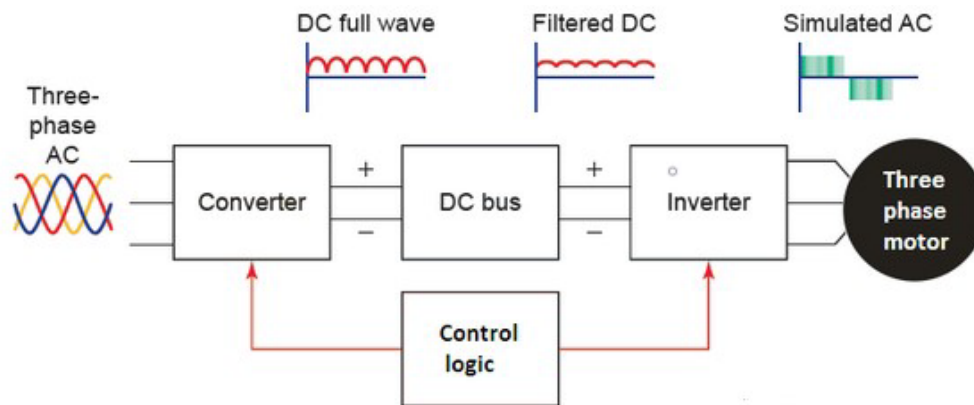 DC full wave
Filtered DC
Simulated AC
Three-
phase
AC
+
+
Converter
DC bus
Inverter
Three
phase
motor
−
−
Control
logic